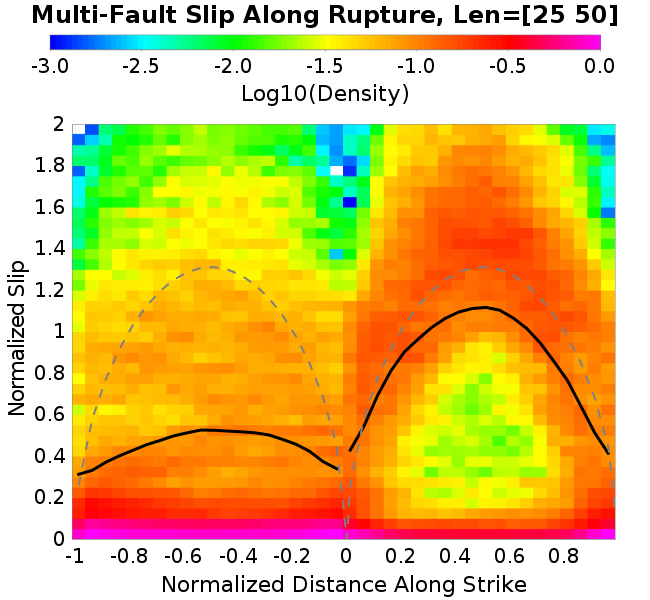 Multi-Fault Slip Along Rupture, Len=[25 50]
-3.0 -2.5 -2.0 -1.5 -1.0 -0.5 0.0
Log10(Density)
2
1.8
1.6
1.4
1.2
1
0.8
0.6
0.4
0.2
0
Normalized Slip
-1 -0.8 -0.6 -0.4 -0.2 0 0.2 0.4 0.6 0.8
Normalized Distance Along Strike